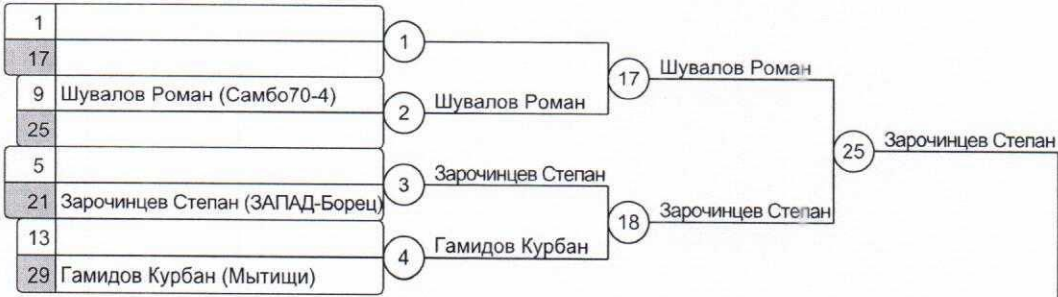 1
17
1
9 Шувалов Роман (Самбо70-4)
25
2 Шувалов Роман
17 Шувалов Роман
5
21 Зарочинцев Степан (ЗАПАД-Борец)
3 Зарочинцев Степан
13
29 Гамидов Курбан (Мытищи)
4 Гамидов Курбан
18 Зарочинцев Степан
25 Зарочинцев Степан